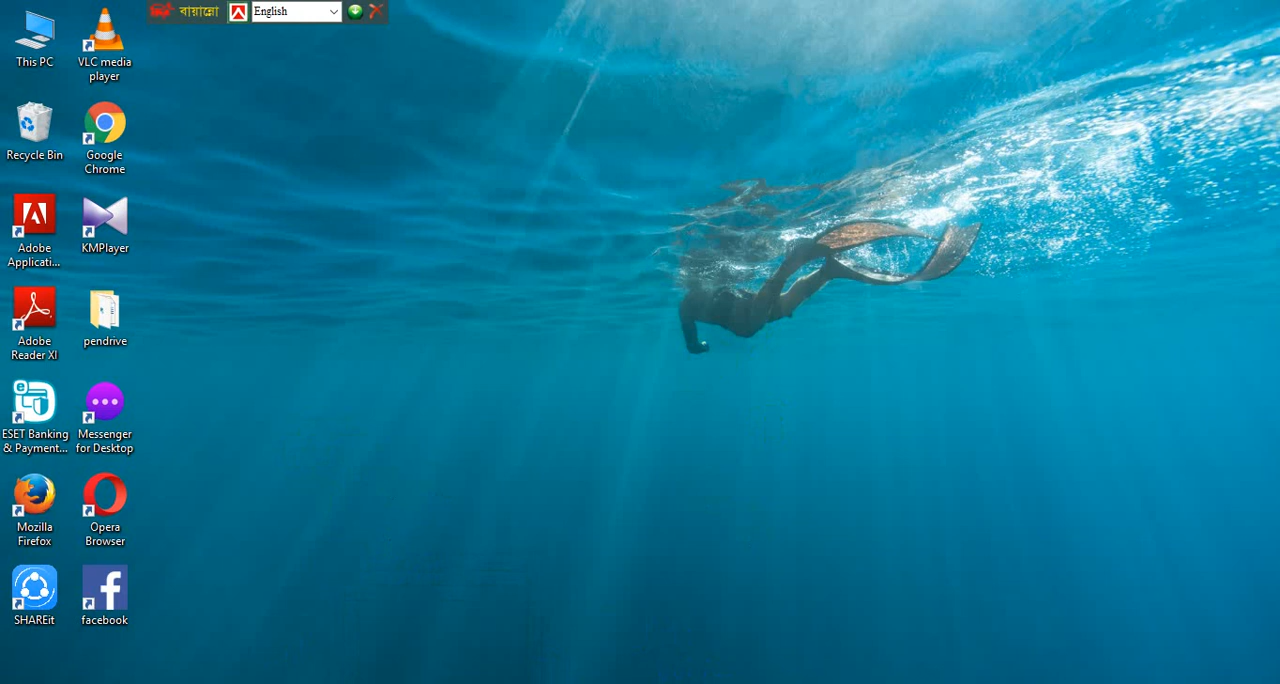 বিজয় বায়ান্নো English
This PC
VLC media
player
Recycle Bin
Google
Chrome
Adobe
Applicati...
KMPlayer
Adobe
Reader XI
pendrive
ESET Banking
& Payment...
Messenger
for Desktop
Mozilla
Firefox
Opera
Browser
SHAREit
facebook